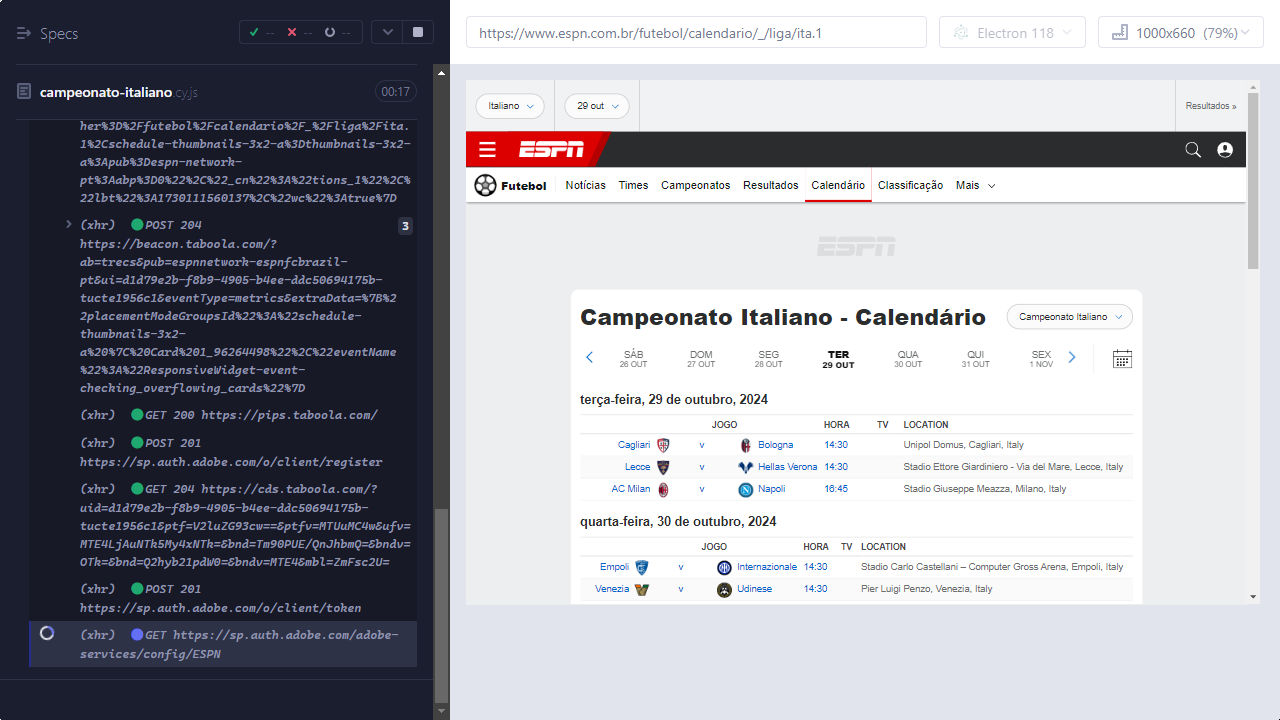 Specs
--
--
--
https://www.espn.com.br/futebol/calendario/_/liga/ita.1
Electron 118
1000x660 (79%)
campeonato-italiano.cy.js
00:17
her%3D%2Ffutebol%2Fcalendario%2F_%2Fliga%2Fita.
1%2Cschedule-thumbnails-3x2-a%3Dthumbnails-3x2-
a%3Apub%3Despn-network-
pt%3Aabp%3D0%22%2C%22_cn%22%3A%22tions_1%22%2C%
22lbt%22%3A1730111560137%2C%22wc%22%3Atrue%7D
(xhr) POST 204
3
https://beacon.taboola.com/?
ab=trecs&pub=espnnetwork-espnfcbrazil-
pt&ui=d1d79e2b-f8b9-4905-b4ee-ddc50694175b-
tucte1956c1&eventType=metrics&extraData=%7B%2
2placementModeGroupsId%22%3A%22schedule-
thumbnails-3x2-
a%20%7C%20Card%201_96264498%22%2C%22eventName
%22%3A%22ResponsiveWidget-event-
checking_overflowing_cards%22%7D
(xhr) GET 200 https://pips.taboola.com/
(xhr) POST 201
https://sp.auth.adobe.com/o/client/register
(xhr) GET 204 https://cds.taboola.com/?
uid=d1d79e2b-f8b9-4905-b4ee-ddc50694175b-
tucte1956c1&ptf=V2luZG93cw==&ptfv=MTUuMC4w&ufv=
MTE4LjAuNTk5My4xNTk=&bnd=Tm90PUE/QnJhbmQ=&bndv=
OTk=&bnd=Q2hyb21pdW0=&bndv=MTE4&mbl=ZmFsc2U=
(xhr) POST 201
https://sp.auth.adobe.com/o/client/token
(xhr) GET https://sp.auth.adobe.com/adobe-
services/config/ESPN
Italiano
29 out
Resultados »
ESPN
Futebol
Notícias Times Campeonatos Resultados Calendário Classificação Mais
ESPN
Campeonato Italiano - Calendário
Campeonato Italiano
SÁB DOM SEG TER QUA QUI SEX
26 OUT 27 OUT 28 OUT 29 OUT 30 OUT 31 OUT 1 NOV
terça-feira, 29 de outubro, 2024
JOGO HORA TV LOCATION
Cagliari v Bologna 14:30 Unipol Domus, Cagliari, Italy
Lecce v Hellas Verona 14:30 Stadio Ettore Giardiniero - Via del Mare, Lecce, Italy
AC Milan v Napoli 16:45 Stadio Giuseppe Meazza, Milano, Italy
quarta-feira, 30 de outubro, 2024
JOGO HORA TV LOCATION
Empoli v Internazionale 14:30 Stadio Carlo Castellani – Computer Gross Arena, Empoli, Italy
Venezia v Udinese 14:30 Pier Luigi Penzo, Venezia, Italy